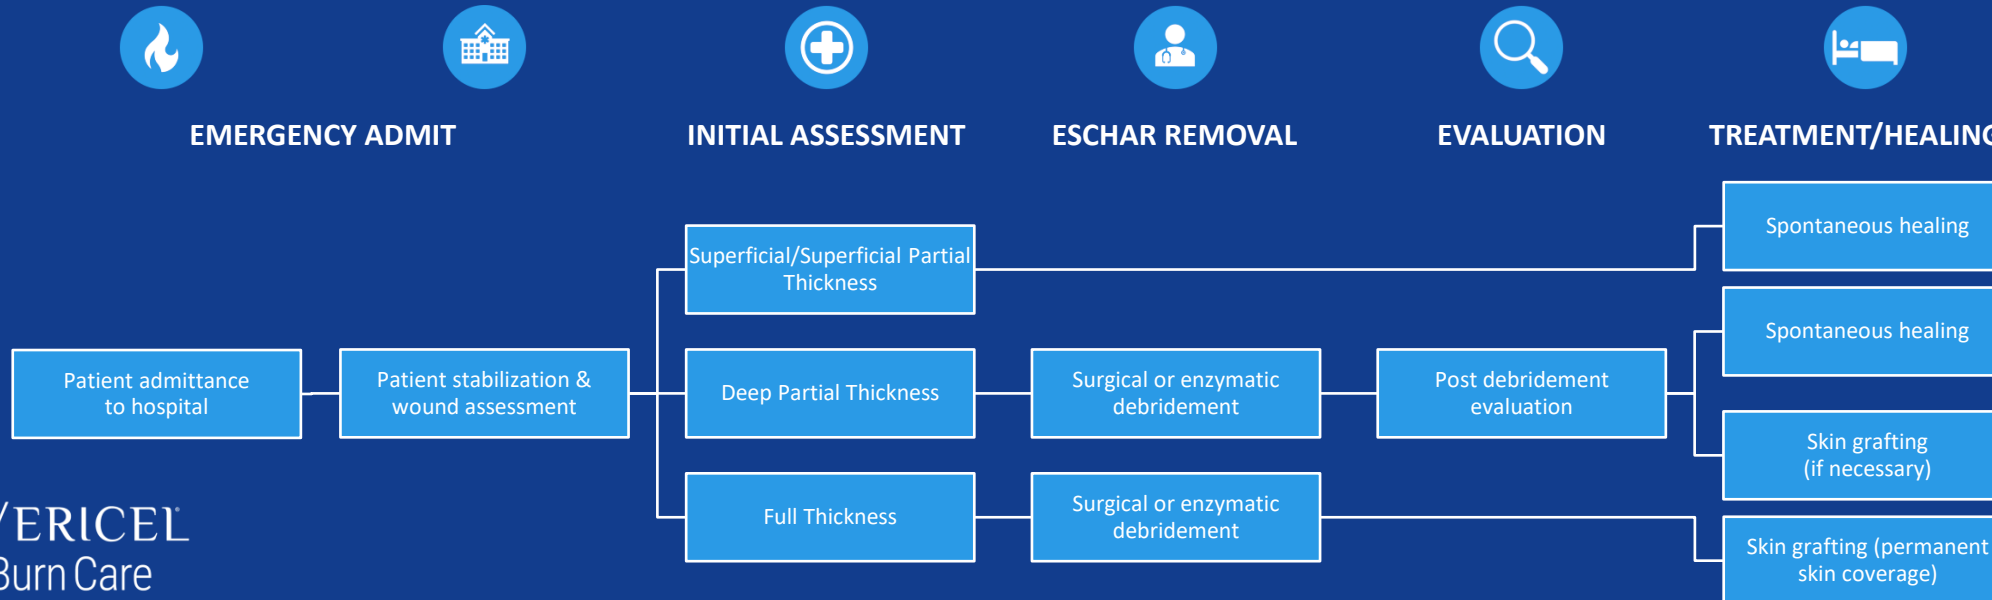 EMERGENCY ADMIT
INITIAL ASSESSMENT
ESCHAR REMOVAL
EVALUATION
TREATMENT/HEALING
Patient admittance
to hospital
Patient stabilization &
wound assessment
Superficial/Superficial Partial
Thickness
Deep Partial Thickness
Full Thickness
Surgical or enzymatic
debridement
Surgical or enzymatic
debridement
Post debridement
evaluation
Spontaneous healing
Spontaneous healing
Skin grafting
(if necessary)
Skin grafting (permanent
skin coverage)
VERICEL
Burn Care